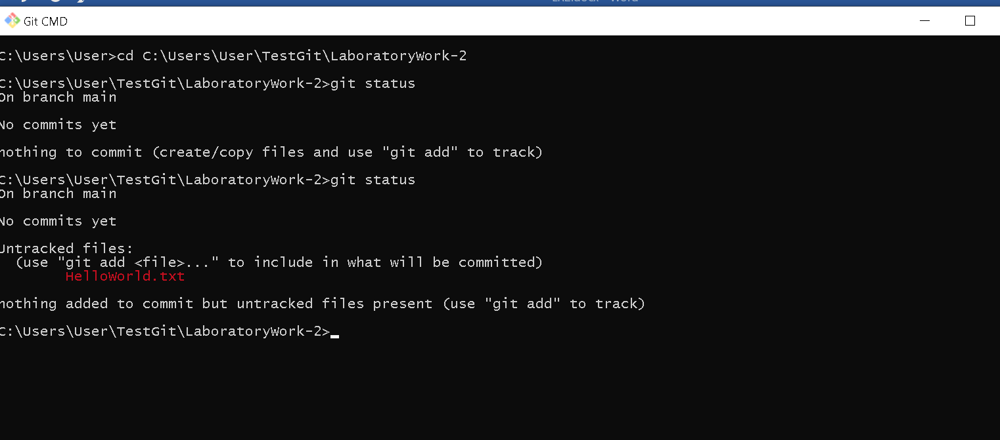 Git CMD
C:\Users\User>cd C:\Users\User\TestGit\LaboratoryWork-2
C:\Users\User\TestGit\LaboratoryWork-2>git status
On branch main
No commits yet
nothing to commit (create/copy files and use "git add" to track)
C:\Users\User\TestGit\LaboratoryWork-2>git status
On branch main
No commits yet
Untracked files:
(use "git add <file>..." to include in what will be committed)
HelloWorld.txt
nothing added to commit but untracked files present (use "git add" to track)
C:\Users\User\TestGit\LaboratoryWork-2>